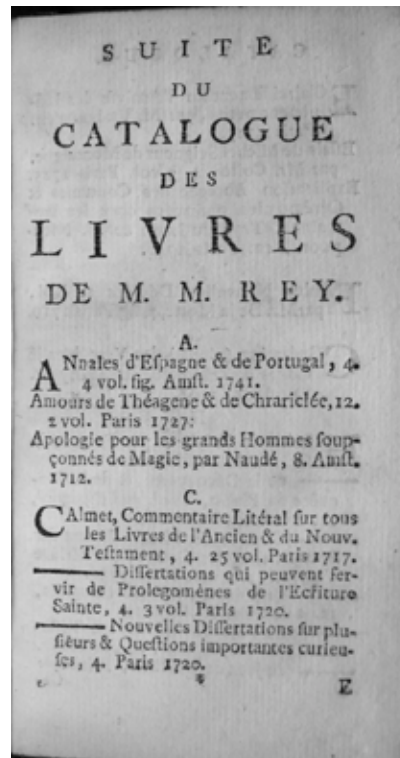 SUITE
DU
CATALOGUE
DES
LIVRES
DE M. M. REY.
A.
ANnales d'Eſpagne & de Portugal, 4.
4 vol. fig. Amſt. 1741.
Amours de Théagene & de Chrariclée, 12.
2 vol. Paris 1727:
Apologie pour les grands Hommes ſoup-
çonnés de Magie, par Naudé, 8. Amſt.
1712.
C.
CAlmet, Commentaire Litéral ſur tous
les Livres de l'Ancien & du Nouv.
Teſtament, 4. 25 vol. Paris 1717.
——— Diſſertations qui peuvent ſer-
vir de Prolegoménes de l'Ecriture
Sainte, 4. 3 vol. Paris 1720.
——— Nouvelles Diſſertations ſur plu-
ſiêurs & Queſtions importantes curieu-
ſes, 4. Paris 1720.
* E